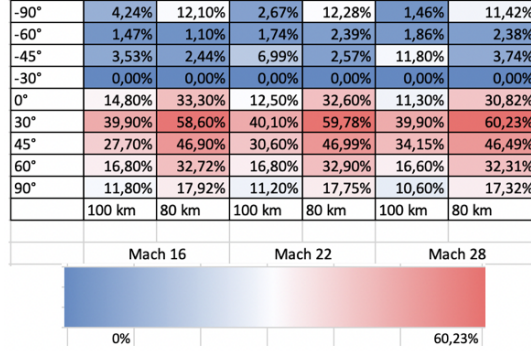 -90° 4,24% 12,10% 2,67% 12,28% 1,46% 11,42%
-60° 1,47% 1,10% 1,74% 2,39% 1,86% 2,38%
-45° 3,53% 2,44% 6,99% 2,57% 11,80% 3,74%
-30° 0,00% 0,00% 0,00% 0,00% 0,00% 0,00%
0° 14,80% 33,30% 12,50% 32,60% 11,30% 30,82%
30° 39,90% 58,60% 40,10% 59,78% 39,90% 60,23%
45° 27,70% 46,90% 30,60% 46,99% 34,15% 46,49%
60° 16,80% 32,72% 16,80% 32,90% 16,60% 32,31%
90° 11,80% 17,92% 11,20% 17,75% 10,60% 17,32%
100 km 80 km 100 km 80 km 100 km 80 km
Mach 16 Mach 22 Mach 28
0% 60,23%